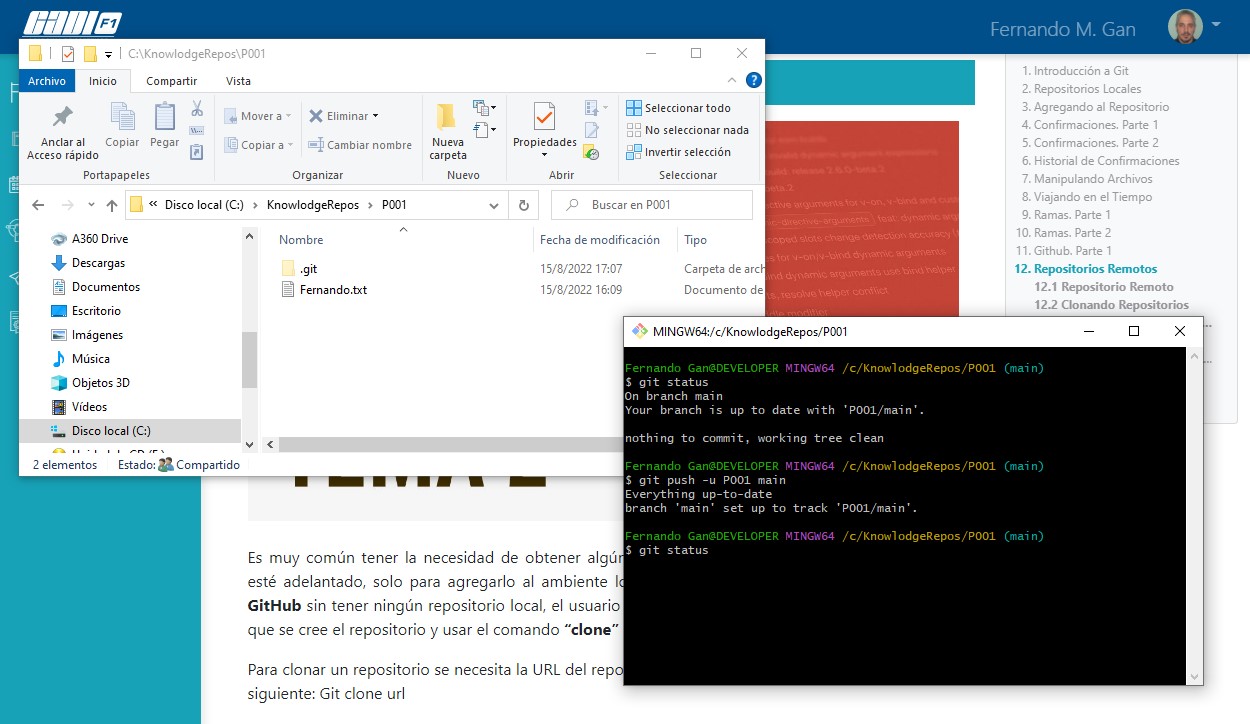 CADI F1
Fernando M. Gan
C:\KnowlodgeRepos\P001
Archivo
Inicio
Compartir
Vista
Anclar al
Acceso rápido
Copiar
Pegar
Mover a
Copiar a
Eliminar
Cambiar nombre
Nueva
carpeta
Propiedades
Seleccionar todo
No seleccionar nada
Invertir selección
Portapapeles
Organizar
Nuevo
Abrir
Seleccionar
« Disco local (C:) > KnowlodgeRepos > P001
Buscar en P001
A360 Drive
Descargas
Documentos
Escritorio
Imágenes
Música
Objetos 3D
Vídeos
Disco local (C:)
Nombre
Fecha de modificación
Tipo
.git
15/8/2022 17:07
Carpeta de arch
Fernando.txt
15/8/2022 16:09
Documento de
2 elementos
Estado:
Compartido
1. Introducción a Git
2. Repositorios Locales
3. Agregando al Repositorio
4. Confirmaciones. Parte 1
5. Confirmaciones. Parte 2
6. Historial de Confirmaciones
7. Manipulando Archivos
8. Viajando en el Tiempo
9. Ramas. Parte 1
10. Ramas. Parte 2
11. Github. Parte 1
12. Repositorios Remotos
12.1 Repositorio Remoto
12.2 Clonando Repositorios
MINGW64:/c/KnowlodgeRepos/P001
Fernando Gan@DEVELOPER MINGW64 /c/KnowlodgeRepos/P001 (main)
$ git status
On branch main
Your branch is up to date with 'P001/main'.
nothing to commit, working tree clean
Fernando Gan@DEVELOPER MINGW64 /c/KnowlodgeRepos/P001 (main)
$ git push -u P001 main
Everything up-to-date
branch 'main' set up to track 'P001/main'.
Fernando Gan@DEVELOPER MINGW64 /c/KnowlodgeRepos/P001 (main)
$ git status
Es muy común tener la necesidad de obtener algún
esté adelantado, solo para agregarlo al ambiente lo
GitHub sin tener ningún repositorio local, el usuario
que se cree el repositorio y usar el comando “clone”
Para clonar un repositorio se necesita la URL del repo
siguiente: Git clone url